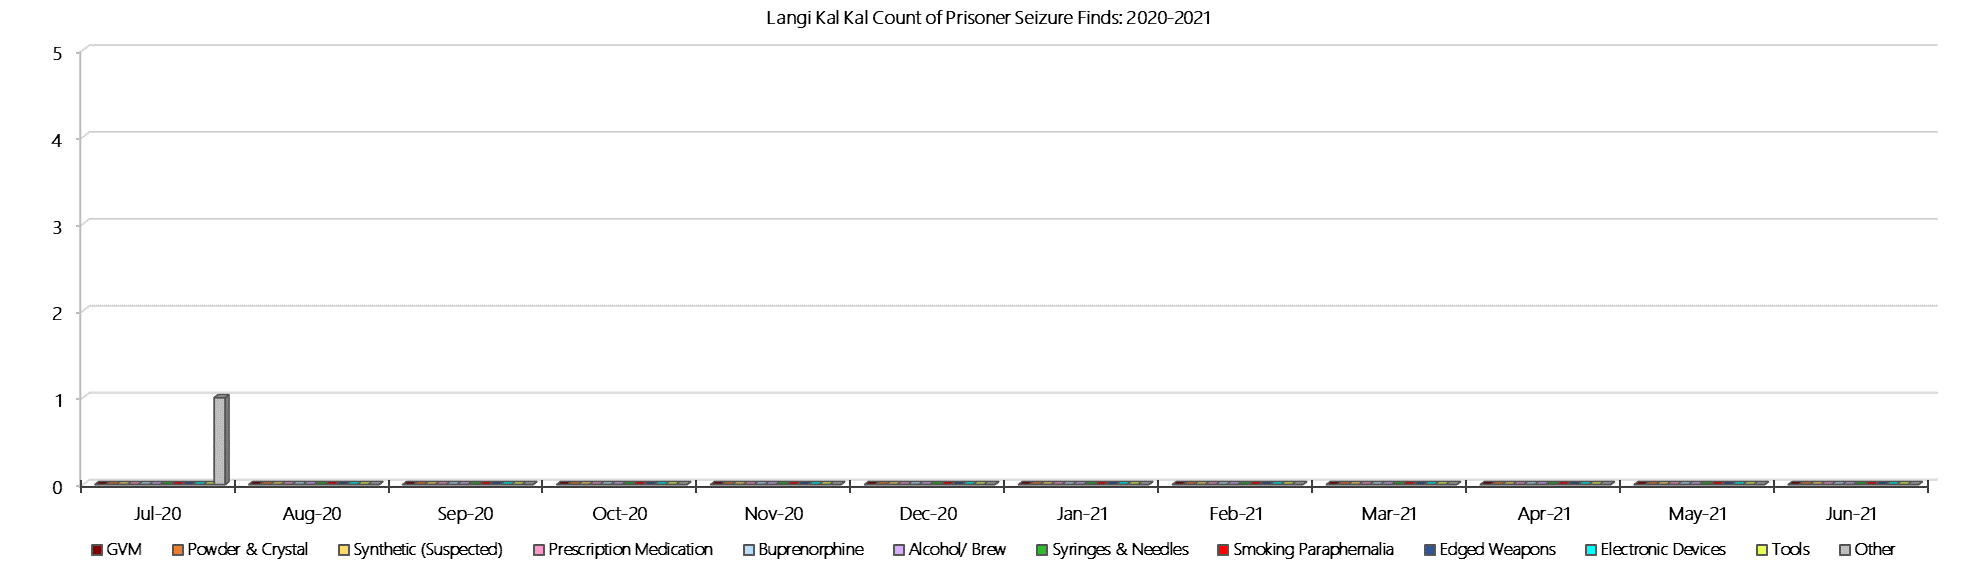 Langi Kal Kal Count of Prisoner Seizure Finds: 2020-2021
5
4
3
2
1
0
Jul-20 Aug-20 Sep-20 Oct-20 Nov-20 Dec-20 Jan-21 Feb-21 Mar-21 Apr-21 May-21 Jun-21
GVM Powder & Crystal Synthetic (Suspected) Prescription Medication Buprenorphine Alcohol/ Brew Syringes & Needles Smoking Paraphernalia Edged Weapons Electronic Devices Tools Other